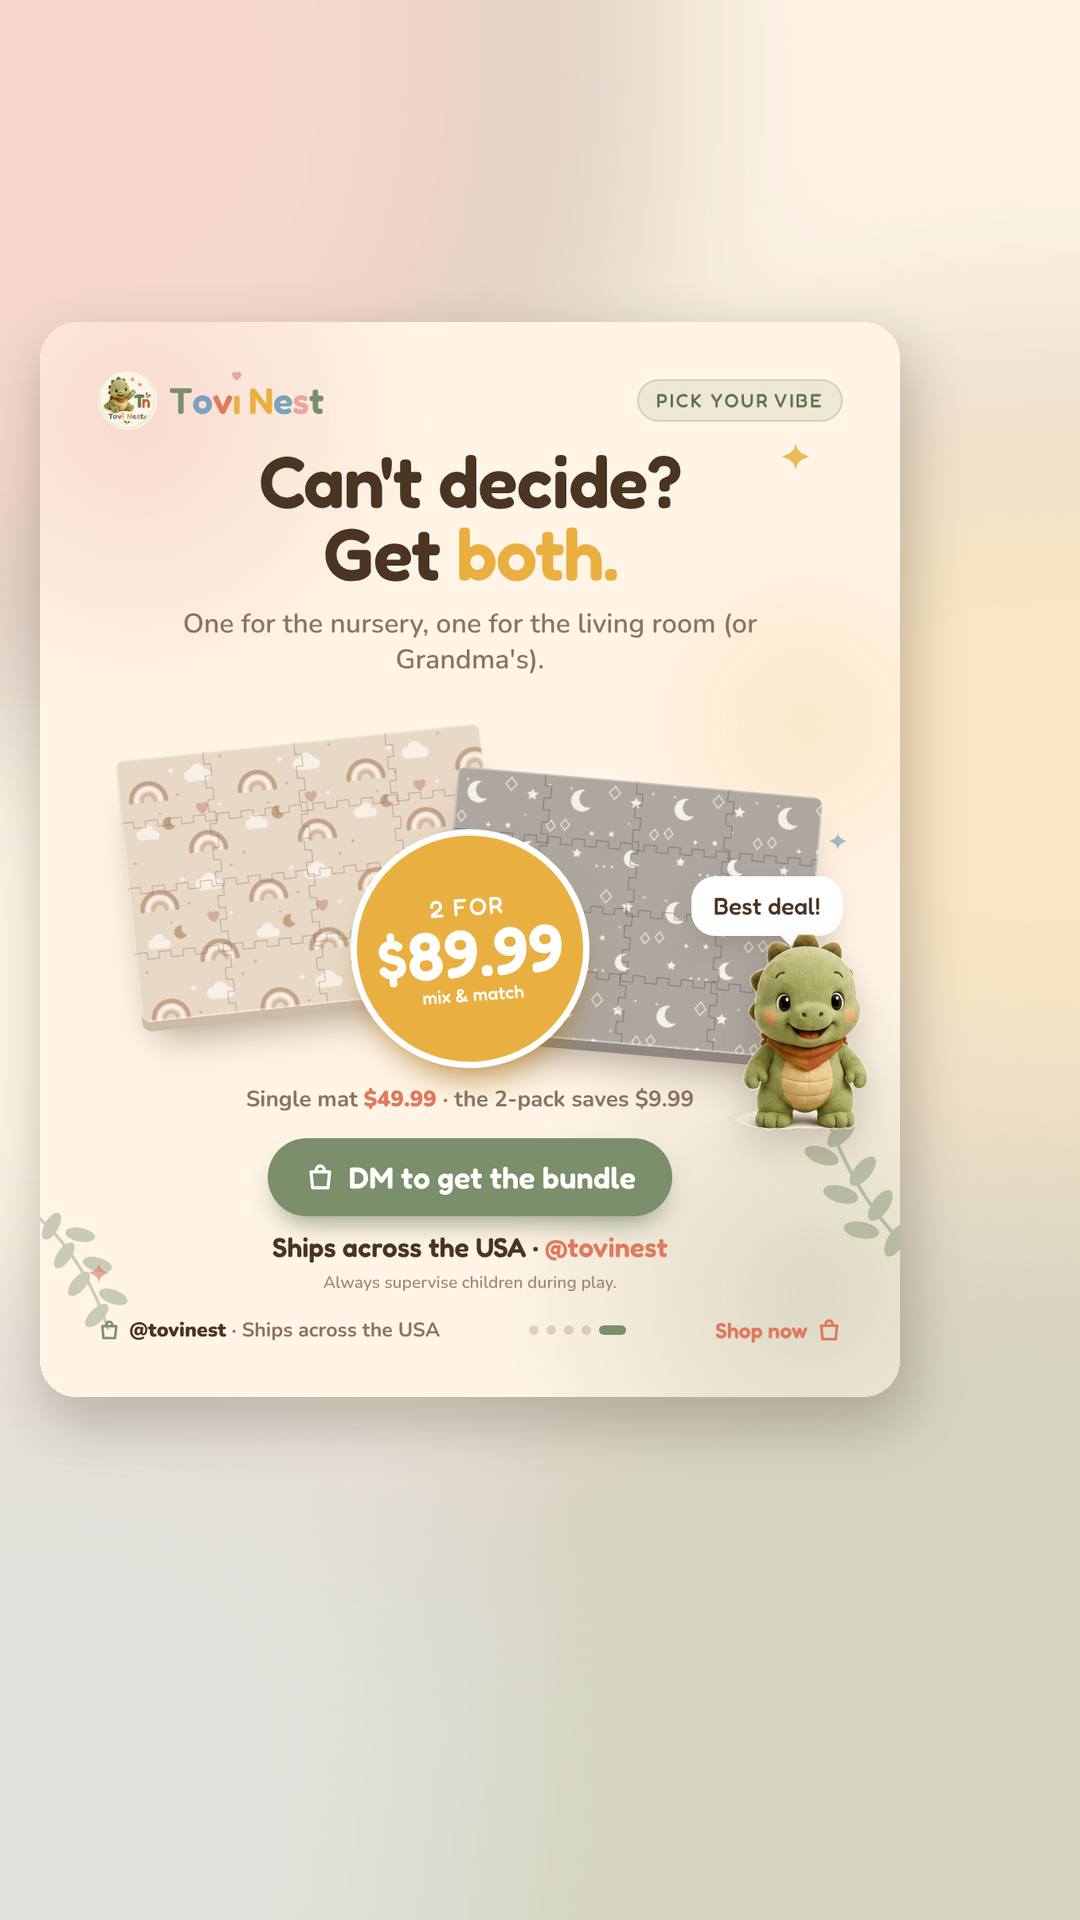 Tn
Tovi Nest
Tovi Nest
PICK YOUR VIBE
Can't decide?
Get both.
One for the nursery, one for the living room (or
Grandma's).
2 FOR
$89.99
mix & match
Best deal!
Single mat $49.99 · the 2-pack saves $9.99
DM to get the bundle
Ships across the USA · @tovinest
Always supervise children during play.
@tovinest · Ships across the USA
Shop now